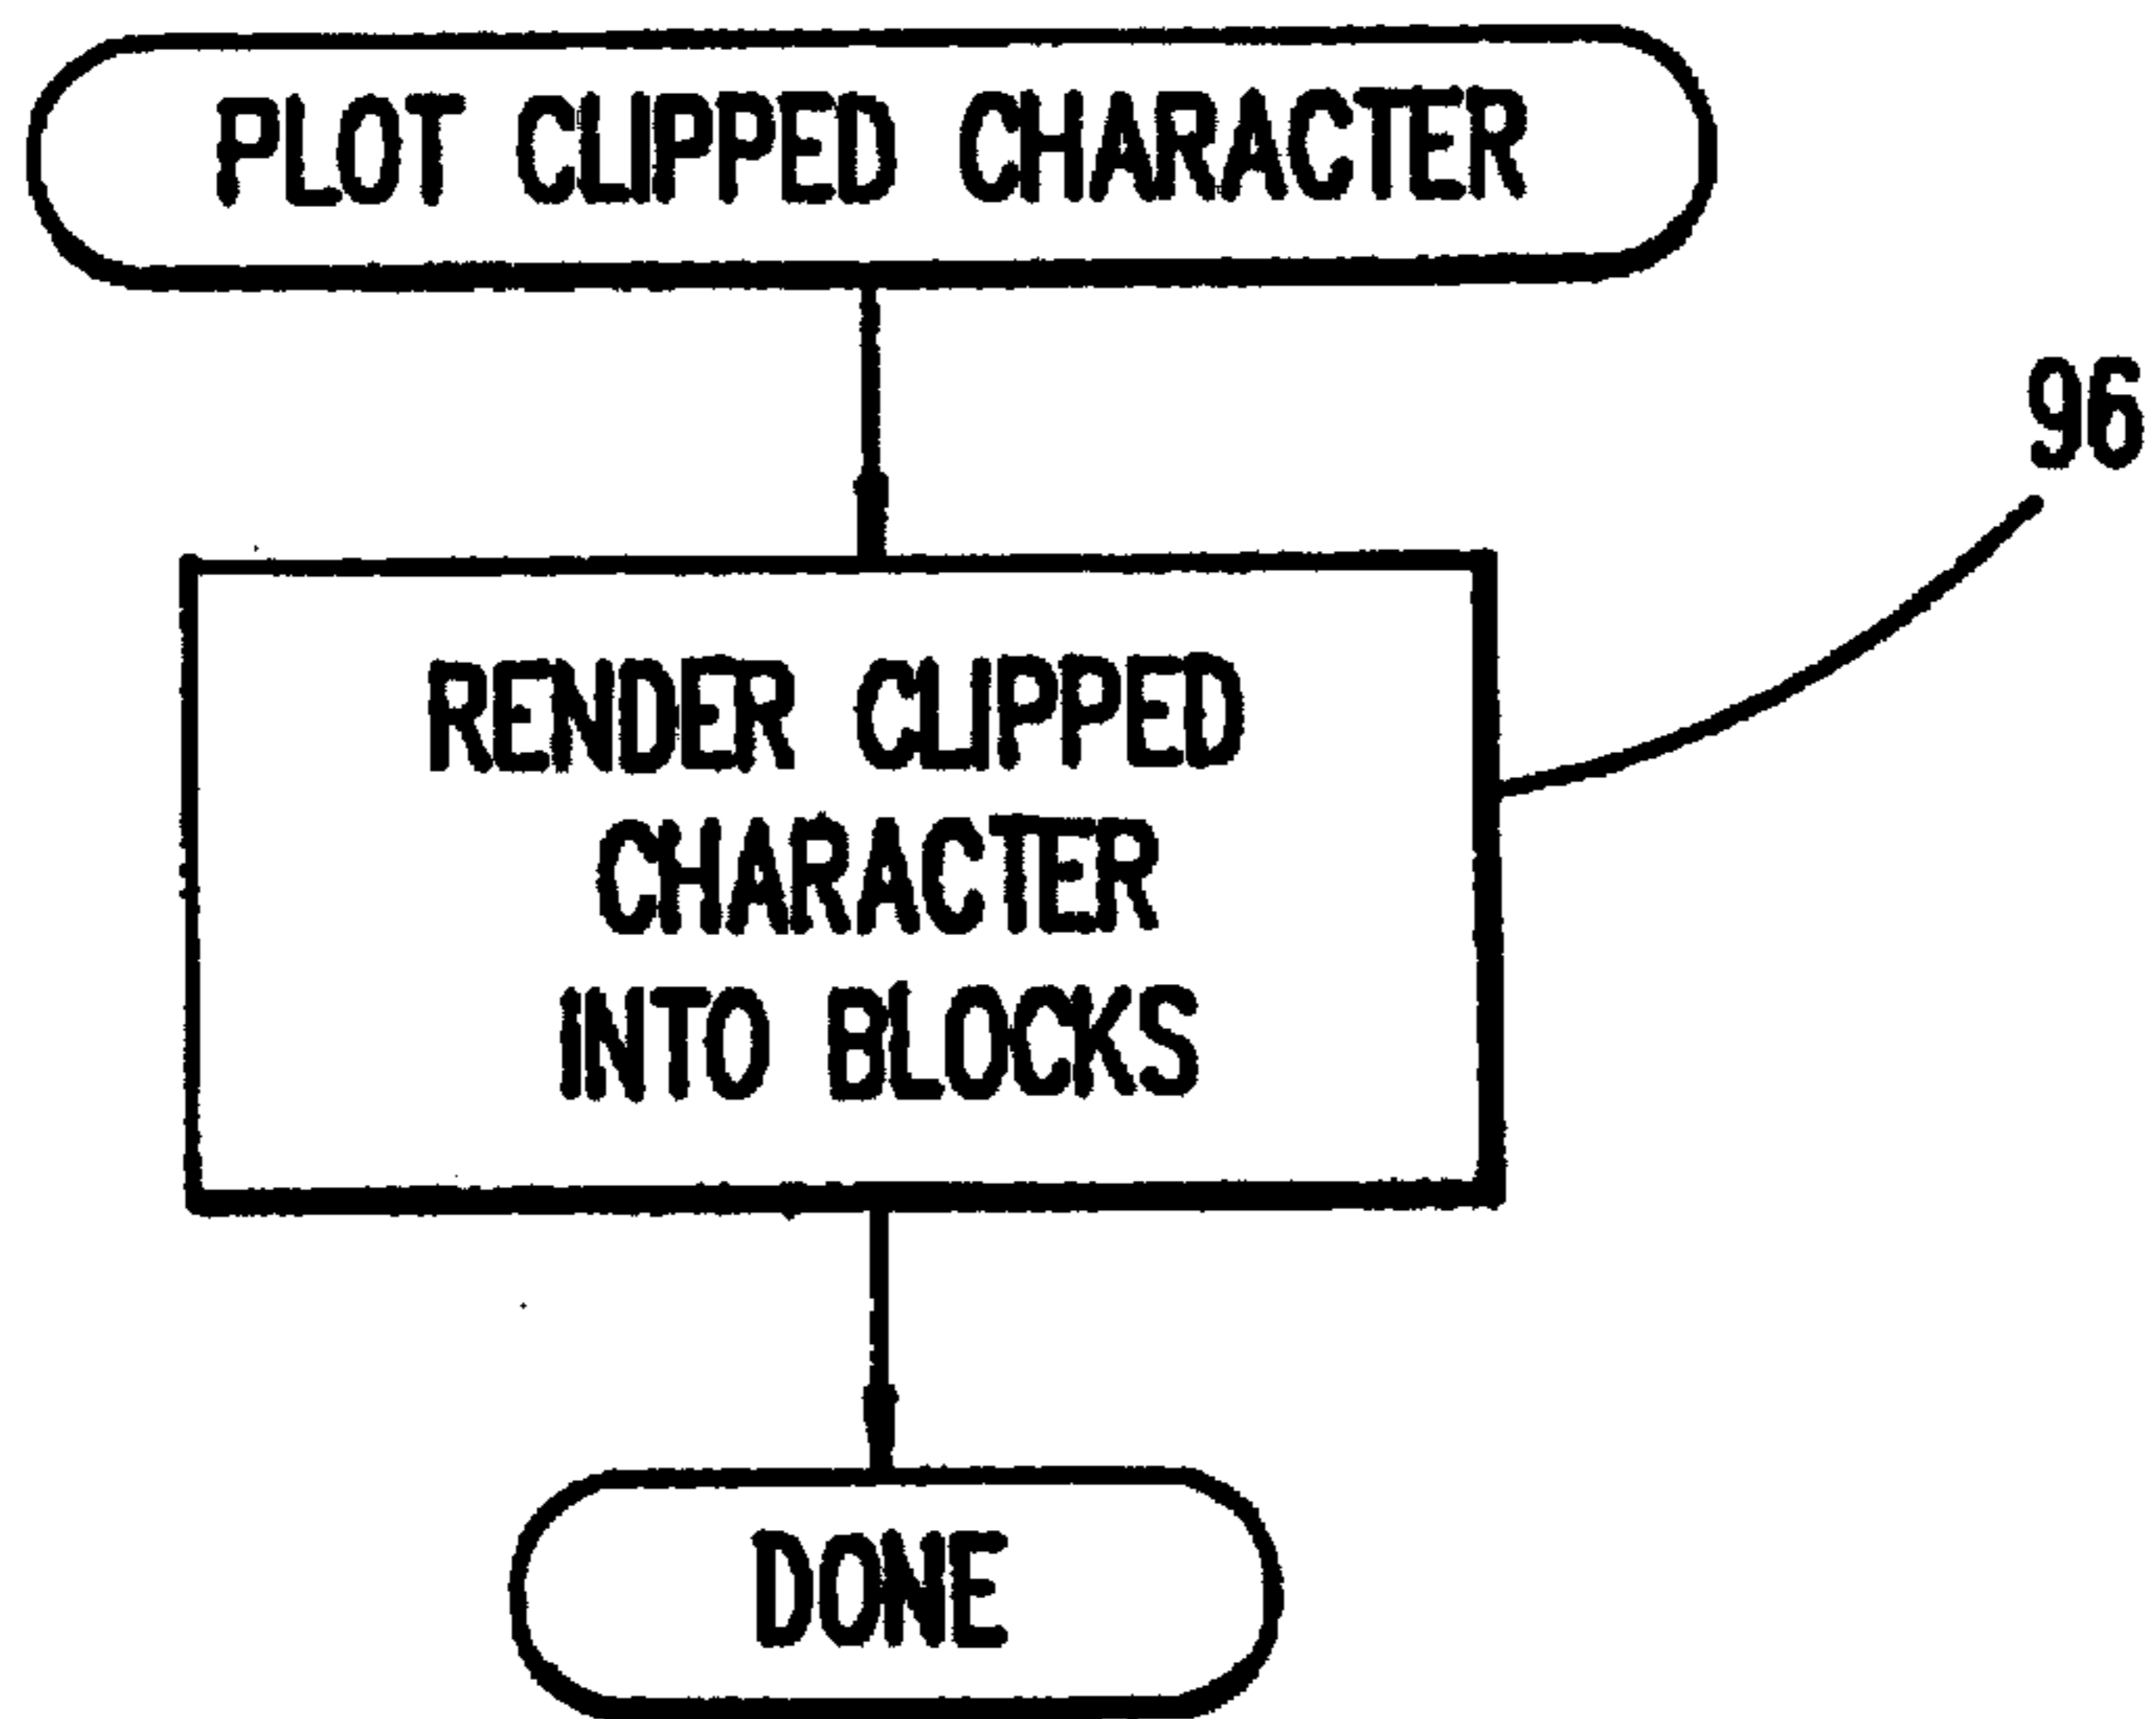 PLOT CLIPPED CHARACTER
96
RENDER CLIPPED
CHARACTER
INTO BLOCKS
DONE